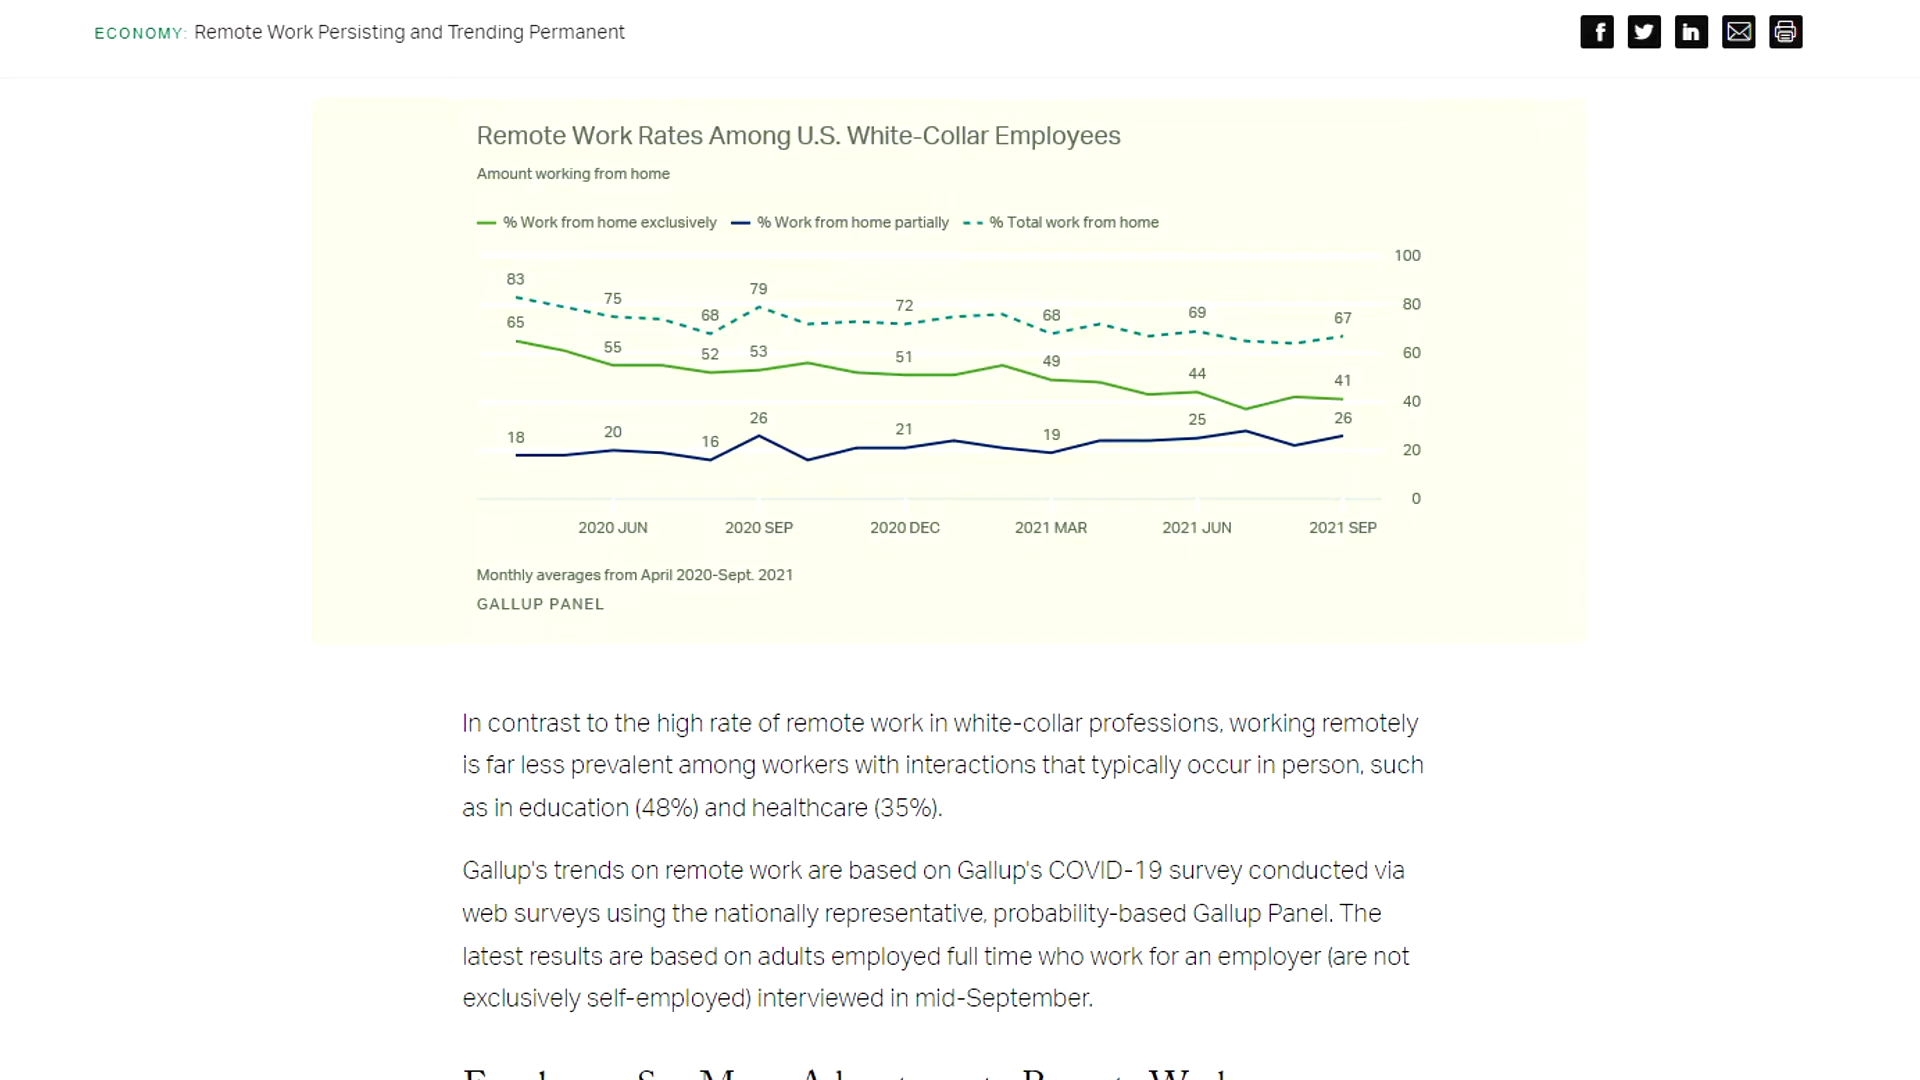 ECONOMY: Remote Work Persisting and Trending Permanent
Remote Work Rates Among U.S. White-Collar Employees
Amount working from home
% Work from home exclusively % Work from home partially % Total work from home
100
80
60
40
20
0
83 75 68 79 72 68 69 67
65 55 52 53 51 49 44 41
18 20 16 26 21 19 25 26
2020 JUN 2020 SEP 2020 DEC 2021 MAR 2021 JUN 2021 SEP
Monthly averages from April 2020-Sept. 2021
GALLUP PANEL
In contrast to the high rate of remote work in white-collar professions, working remotely
is far less prevalent among workers with interactions that typically occur in person, such
as in education (48%) and healthcare (35%).
Gallup's trends on remote work are based on Gallup's COVID-19 survey conducted via
web surveys using the nationally representative, probability-based Gallup Panel. The
latest results are based on adults employed full time who work for an employer (are not
exclusively self-employed) interviewed in mid-September.